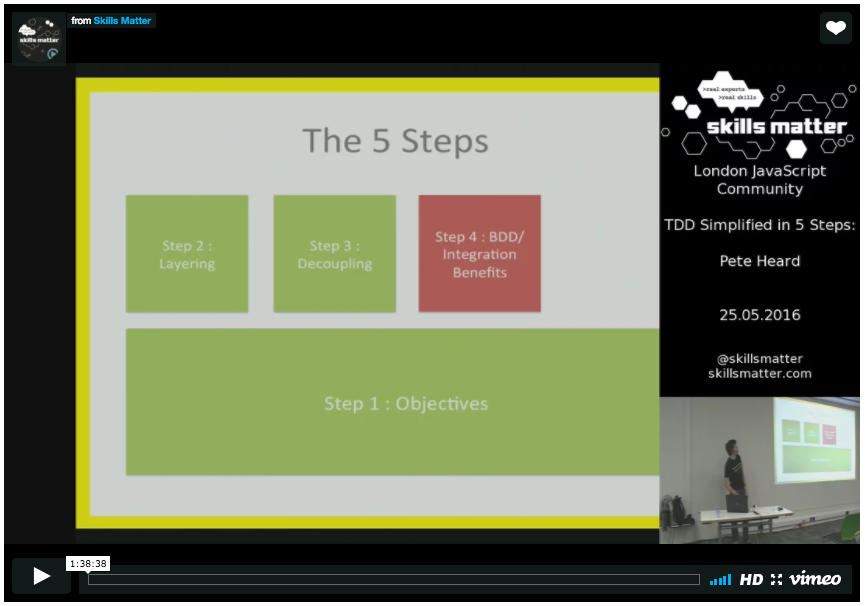 from Skills Matter
skills matter
The 5 Steps
Step 2 :
Layering
Step 3 :
Decoupling
Step 4 : BDD/
Integration
Benefits
Step 1 : Objectives
>real experts
>real skills
skills matter
London JavaScript
Community
TDD Simplified in 5 Steps:
Pete Heard
25.05.2016
@skillsmatter
skillsmatter.com
1:38:38
HD
vimeo